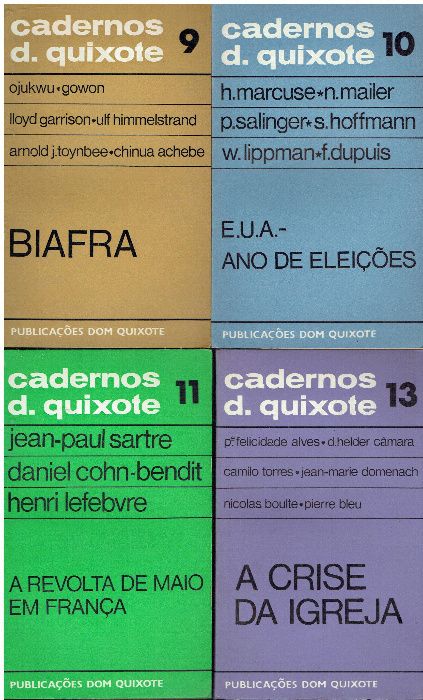 cadernos
d. quixote 9
ojukwu•gowon
lloyd garrison•ulf himmelstrand
arnold j.toynbee•chinua achebe
BIAFRA
PUBLICAÇÕES DOM QUIXOTE
cadernos
d. quixote 10
h.marcuse★n.mailer
p.salinger★s.hoffmann
w.lippman★f.dupuis
E.U.A.-
ANO DE ELEIÇÕES
PUBLICAÇÕES DOM QUIXOTE
cadernos
d. quixote 11
jean-paul sartre
daniel cohn-bendit
henri lefebvre
A REVOLTA DE MAIO
EM FRANÇA
PUBLICAÇÕES DOM QUIXOTE
cadernos
d. quixote 13
pe felicidade alves•d.helder câmara
camilo torres•jean-marie domenach
nicolas boulte•pierre bleu
A CRISE
DA IGREJA
PUBLICAÇÕES DOM QUIXOTE